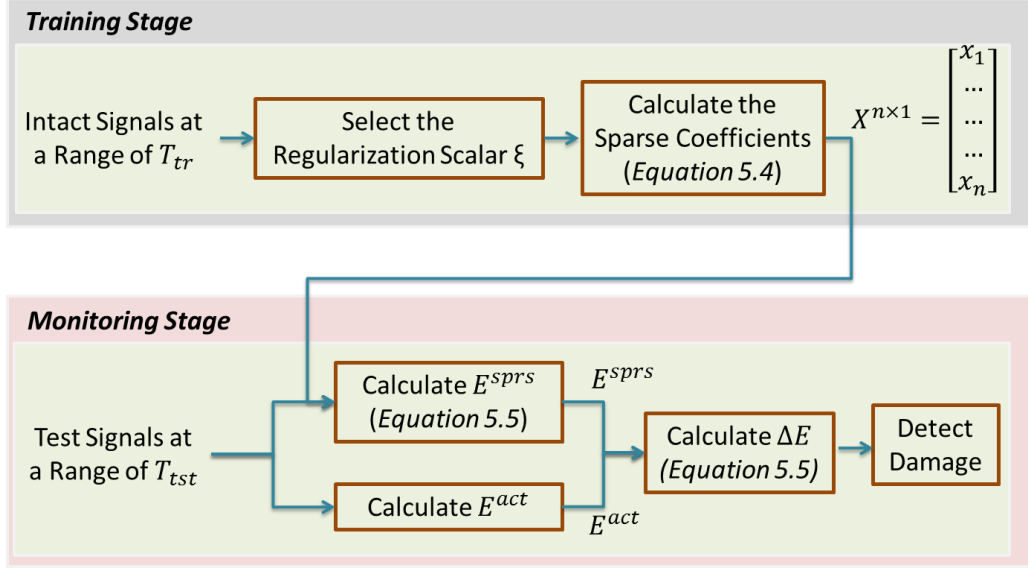 Training Stage
Intact Signals at
a Range of T_tr
Select the
Regularization Scalar ξ
Calculate the
Sparse Coefficients
(Equation 5.4)
X^{n×1} = [x_1 ... ... ... x_n]
Monitoring Stage
Test Signals at
a Range of T_tst
Calculate E^{sprs}
(Equation 5.5)
E^{sprs}
Calculate E^{act}
E^{act}
Calculate ΔE
(Equation 5.5)
Detect
Damage